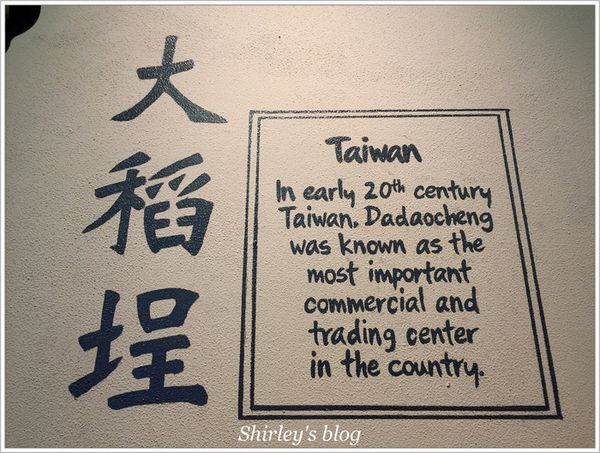 大稻埕
Taiwan
In early 20th century
Taiwan, Dadaocheng
was known as the
most important
commercial and
trading center
in the country.
Shirley's blog